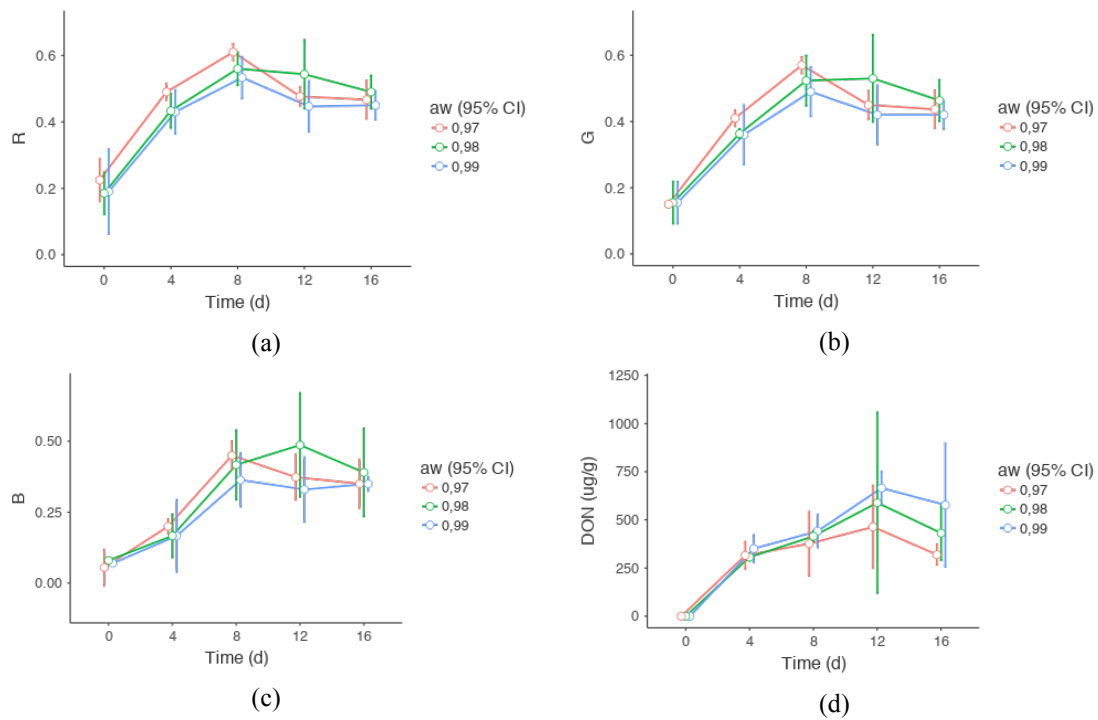 0.6
0.4
0.2
0.0
R
0 4 8 12 16
Time (d)
aw (95% CI)
0,97
0,98
0,99
(a)
0.6
0.4
0.2
0.0
G
0 4 8 12 16
Time (d)
aw (95% CI)
0,97
0,98
0,99
(b)
0.50
0.25
0.00
B
0 4 8 12 16
Time (d)
aw (95% CI)
0,97
0,98
0,99
(c)
1250
1000
750
500
250
0
DON (ug/g)
0 4 8 12 16
Time (d)
aw (95% CI)
0,97
0,98
0,99
(d)